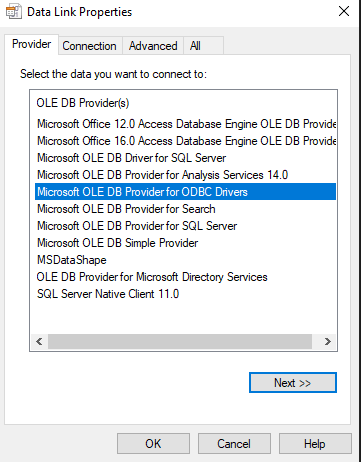 Data Link Properties
Provider Connection Advanced All
Select the data you want to connect to:
OLE DB Provider(s)
Microsoft Office 12.0 Access Database Engine OLE DB Provide
Microsoft Office 16.0 Access Database Engine OLE DB Provide
Microsoft OLE DB Driver for SQL Server
Microsoft OLE DB Provider for Analysis Services 14.0
Microsoft OLE DB Provider for ODBC Drivers
Microsoft OLE DB Provider for Search
Microsoft OLE DB Provider for SQL Server
Microsoft OLE DB Simple Provider
MSDataShape
OLE DB Provider for Microsoft Directory Services
SQL Server Native Client 11.0
Next >>
OK Cancel Help